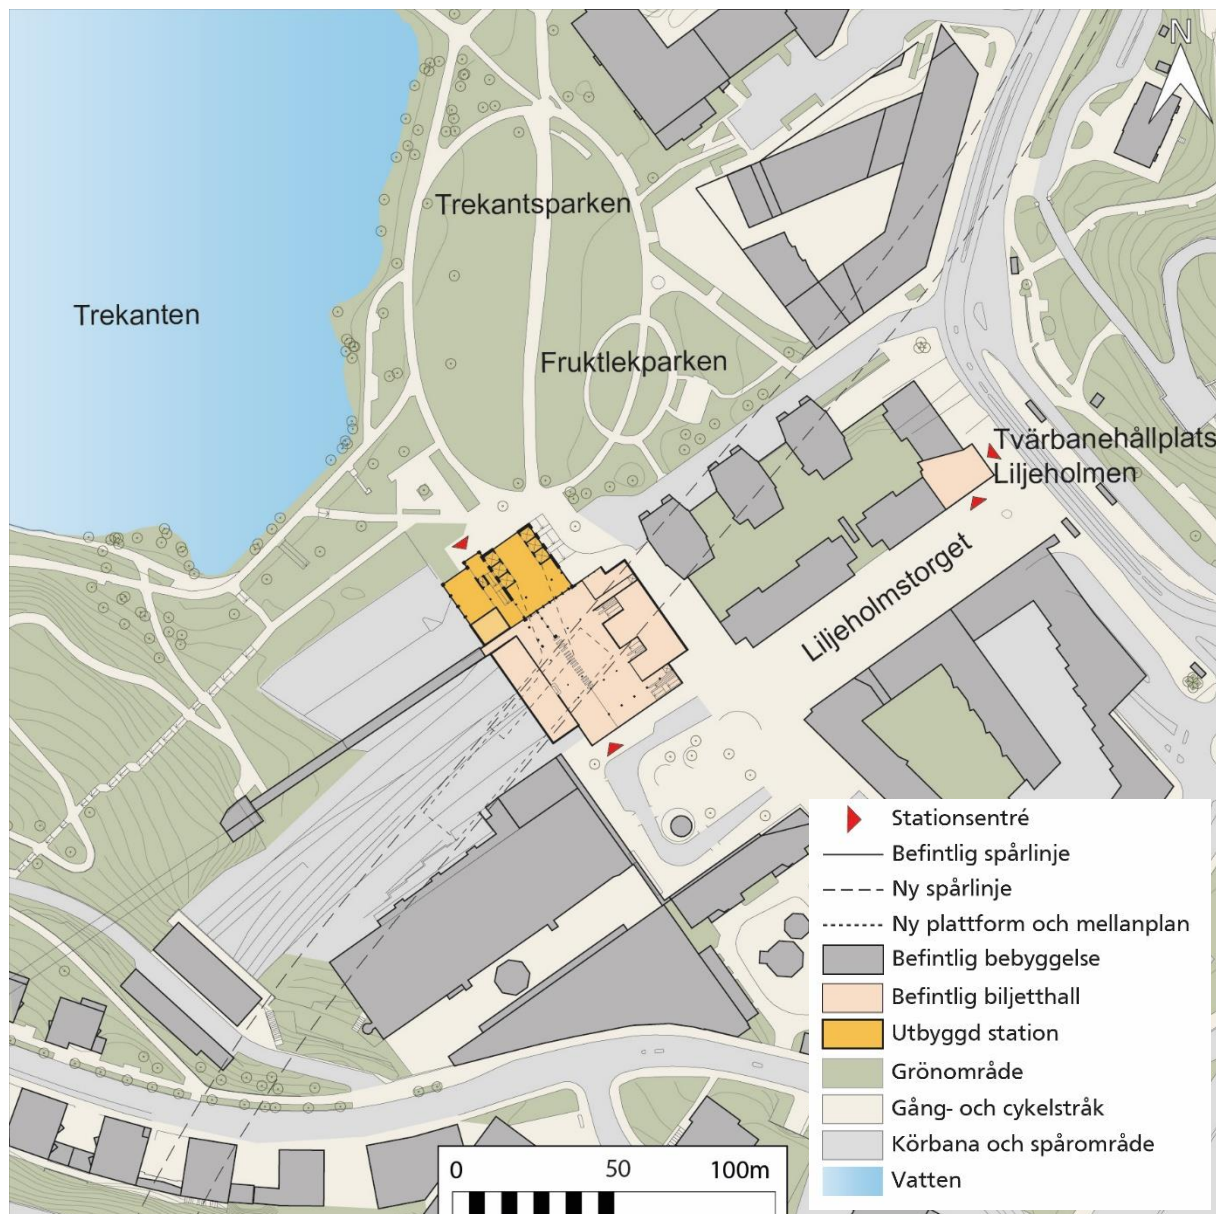 N
Trekantsparken
Trekanten
Fruktlekparken
Tvärbanehållplats
Liljeholmen
Liljeholmstorget
Stationsentré
Befintlig spårlinje
Ny spårlinje
Ny plattform och mellanplan
Befintlig bebyggelse
Befintlig biljetthall
Utbyggd station
Grönområde
Gång- och cykelstråk
Körbana och spårområde
Vatten
0 50 100m